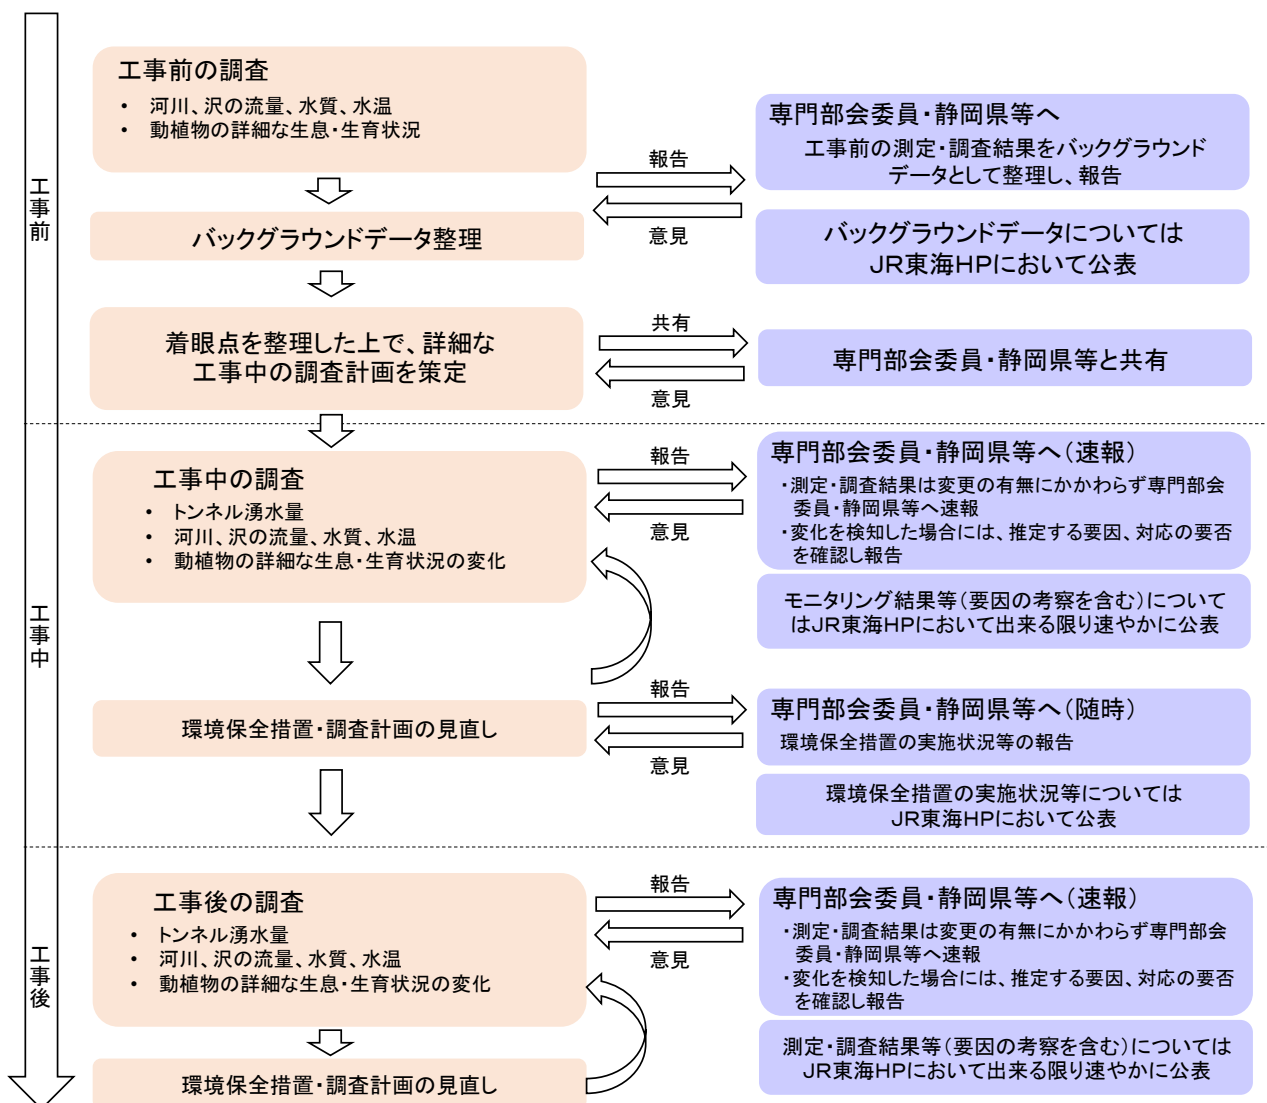 工事前
工事前の調査
• 河川、沢の流量、水質、水温
• 動植物の詳細な生息・生育状況
報告
意見
専門部会委員・静岡県等へ
工事前の測定・調査結果をバックグラウンド
データとして整理し、報告
バックグラウンドデータ整理
バックグラウンドデータについては
JR東海HPにおいて公表
着眼点を整理した上で、詳細な
工事中の調査計画を策定
共有
意見
専門部会委員・静岡県等と共有
工事中
工事中の調査
• トンネル湧水量
• 河川、沢の流量、水質、水温
• 動植物の詳細な生息・生育状況の変化
報告
意見
専門部会委員・静岡県等へ(速報)
・測定・調査結果は変更の有無にかかわらず専門部会
委員・静岡県等へ速報
・変化を検知した場合には、推定する要因、対応の要否
を確認し報告
モニタリング結果等(要因の考察を含む)について
はJR東海HPにおいて出来る限り速やかに公表
環境保全措置・調査計画の見直し
報告
意見
専門部会委員・静岡県等へ(随時)
環境保全措置の実施状況等の報告
環境保全措置の実施状況等については
JR東海HPにおいて公表
工事後
工事後の調査
• トンネル湧水量
• 河川、沢の流量、水質、水温
• 動植物の詳細な生息・生育状況の変化
報告
意見
専門部会委員・静岡県等へ(速報)
・測定・調査結果は変更の有無にかかわらず専門部会
委員・静岡県等へ速報
・変化を検知した場合には、推定する要因、対応の要否
を確認し報告
測定・調査結果等(要因の考察を含む)については
JR東海HPにおいて出来る限り速やかに公表
環境保全措置・調査計画の見直し